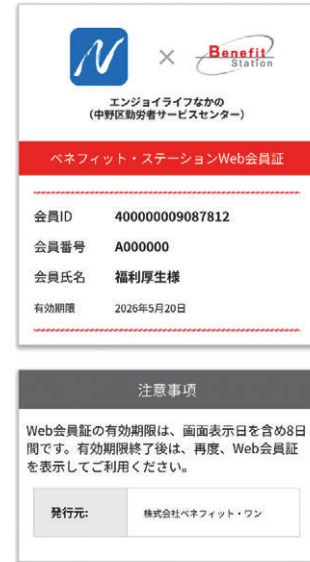 N × Benefit
Station
エンジョイライフなかの
(中野区勤労者サービスセンター)
ベネフィット・ステーションWeb会員証
会員ID 400000009087812
会員番号 A000000
会員氏名 福利厚生様
有効期限 2026年5月20日
注意事項
Web会員証の有効期限は、画面表示日を含め8日
間です。有効期限終了後は、再度、Web会員証
を表示してご利用ください。
発行元: 株式会社ベネフィット・ワン